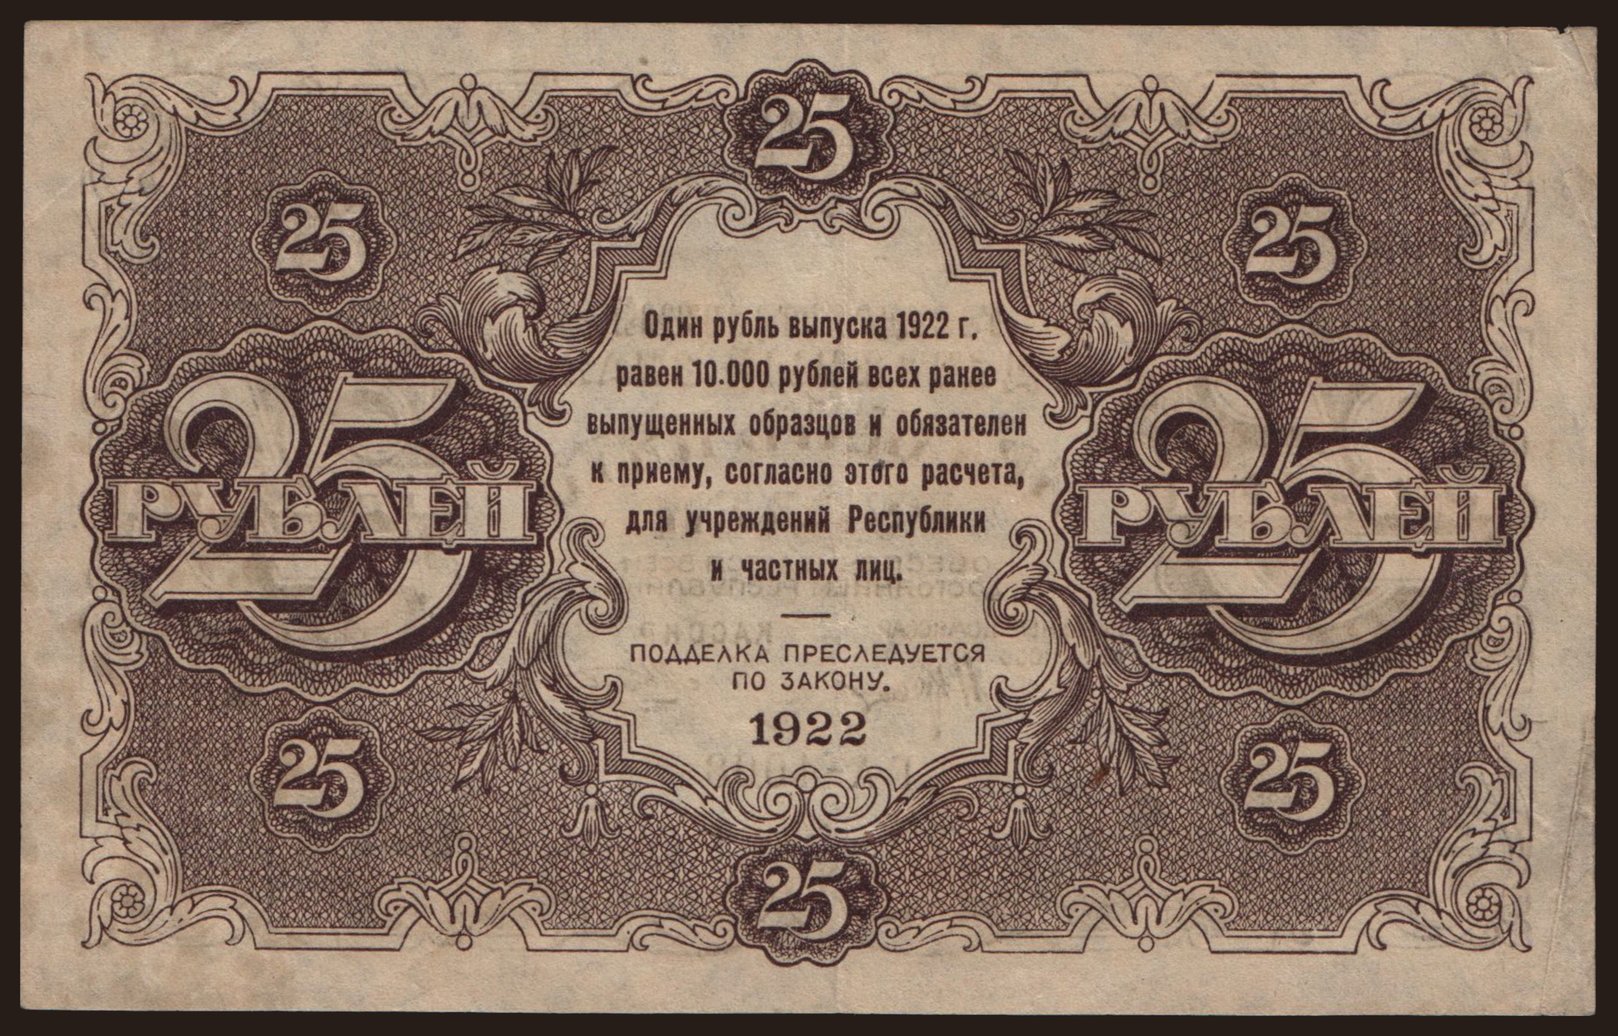 25
25
25
Один рубль выпуска 1922 г.
равен 10.000 рублей всех ранее
выпущенных образцов и обязателен
к приему, согласно этого расчета,
для учреждений Республики
и частных лиц.
25 РУБЛЕЙ
25 РУБЛЕЙ
ПОДДЕЛКА ПРЕСЛЕДУЕТСЯ
ПО ЗАКОНУ.
1922
25
25
25